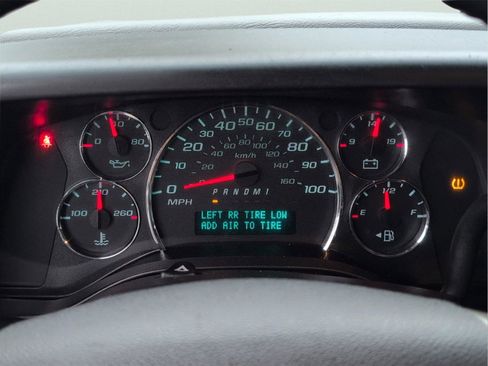 0 40 80
100 210 260
0 10 20 30 40 50 60 70 80 90 100
20 40 60 80 100 120 140 160
km/h
MPH
PRNDM1
LEFT RR TIRE LOW
ADD AIR TO TIRE
9 14 19
E 1/2 F